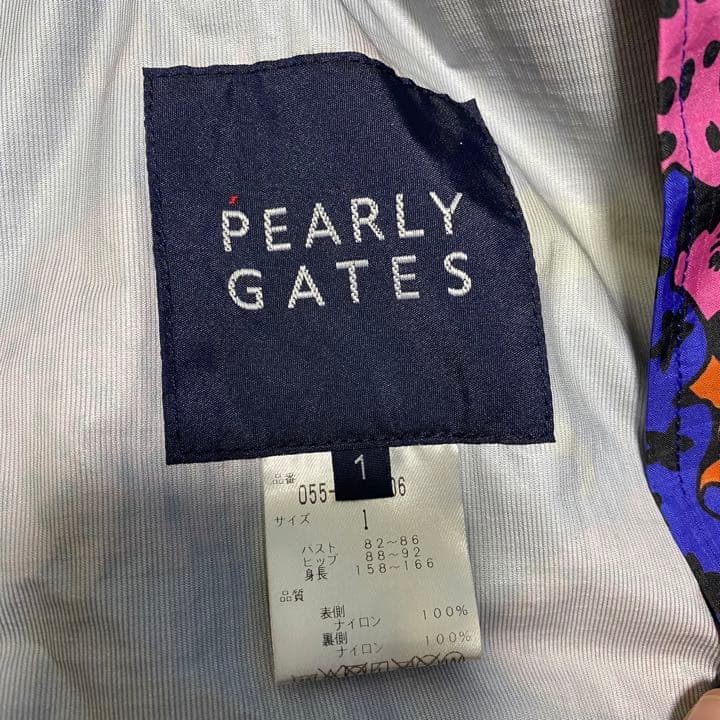 PEARLY
GATES
1
品番
055- 06
サイズ 1
バスト 82~86
ヒップ 88~92
身長 158~166
品質
表側
ナイロン 100%
裏側
ナイロン 100%